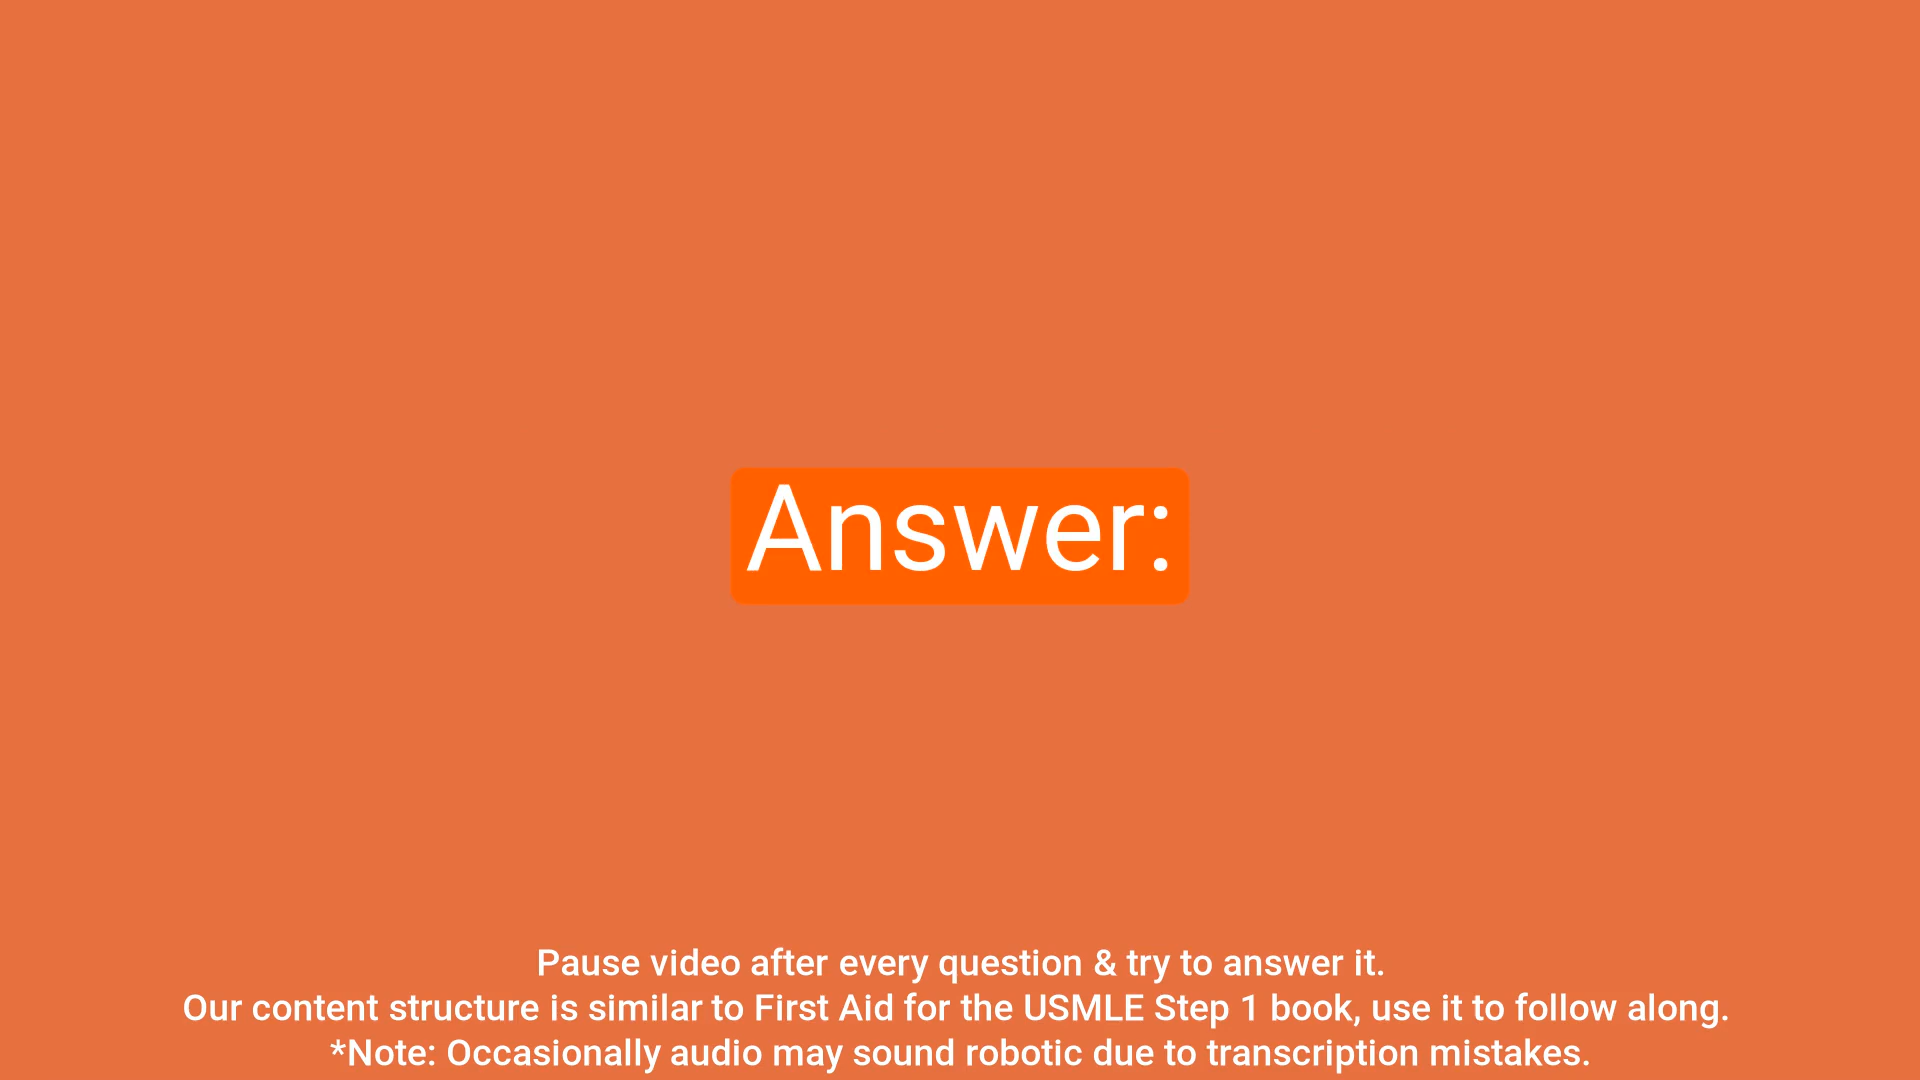 Answer:
Pause video after every question & try to answer it.
Our content structure is similar to First Aid for the USMLE Step 1 book, use it to follow along.
*Note: Occasionally audio may sound robotic due to transcription mistakes.